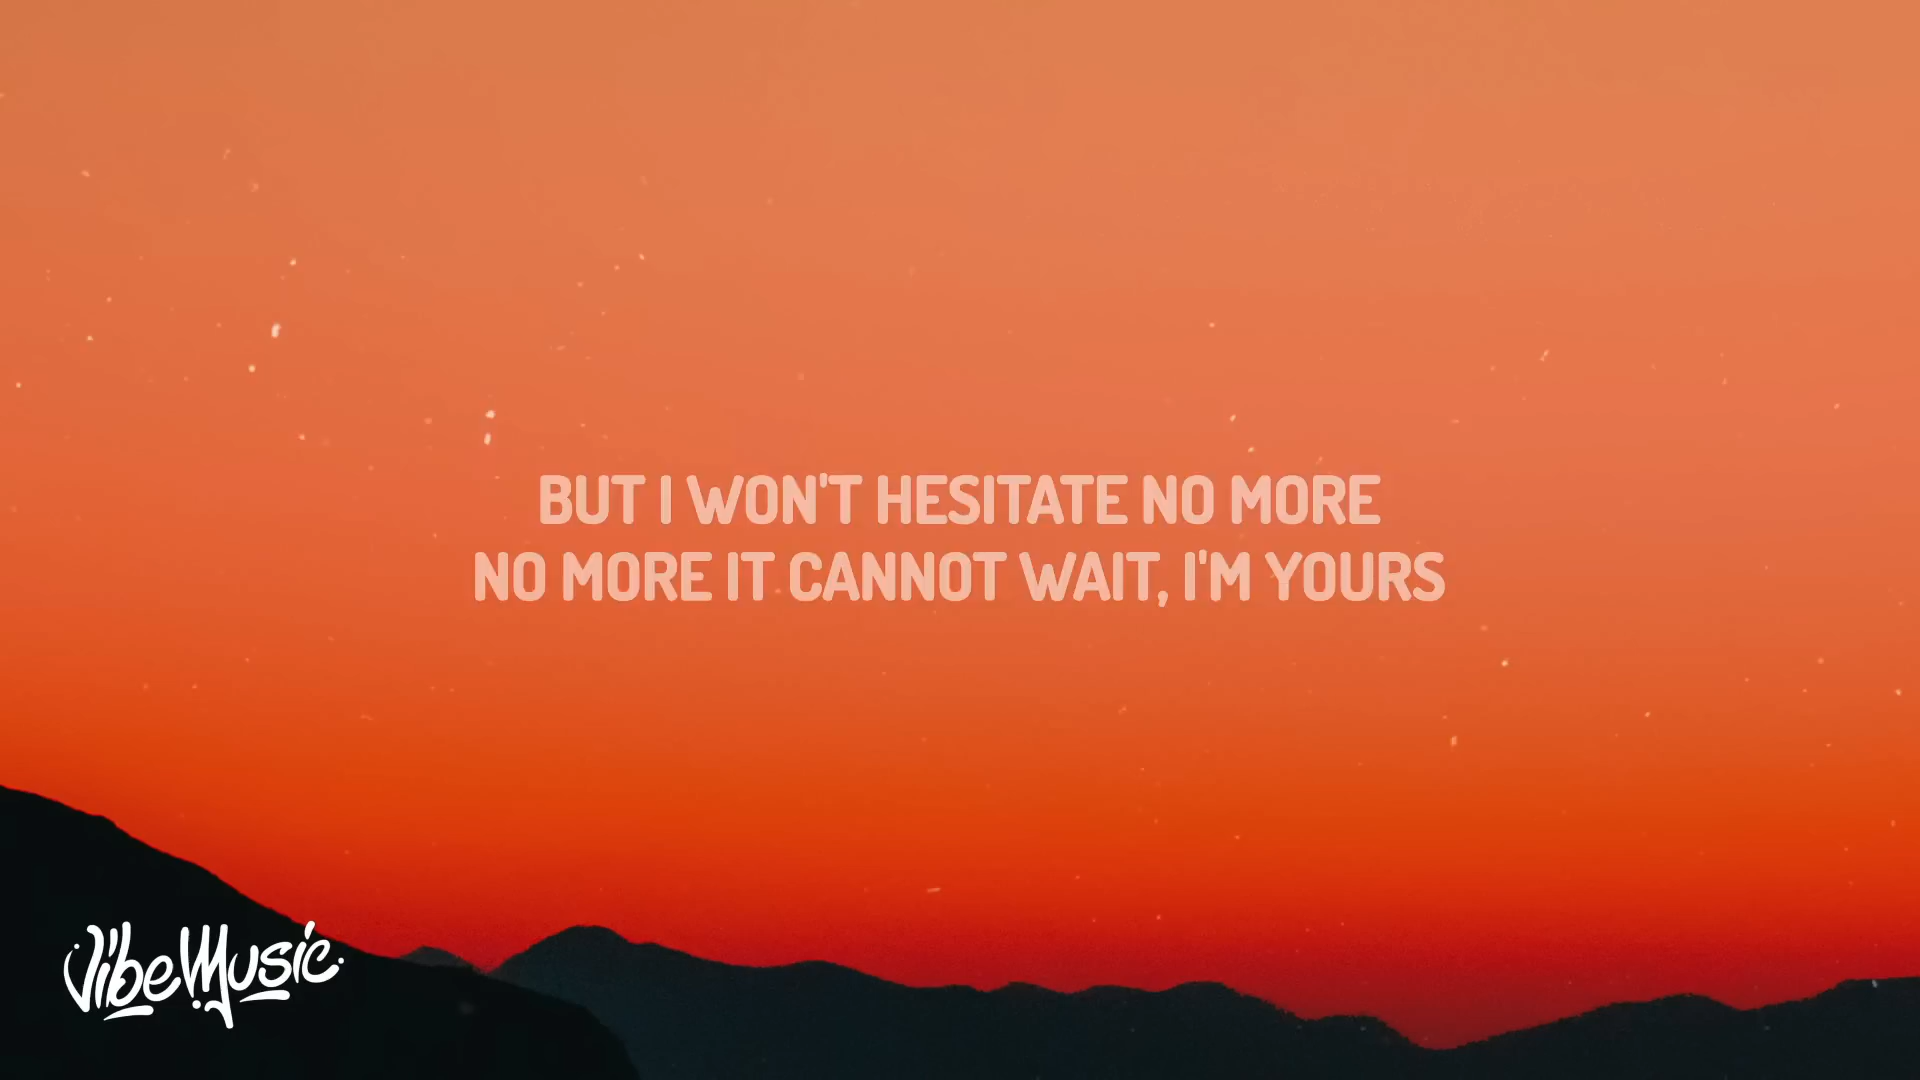 BUT I WON'T HESITATE NO MORE
NO MORE IT CANNOT WAIT, I'M YOURS
VibeMusic